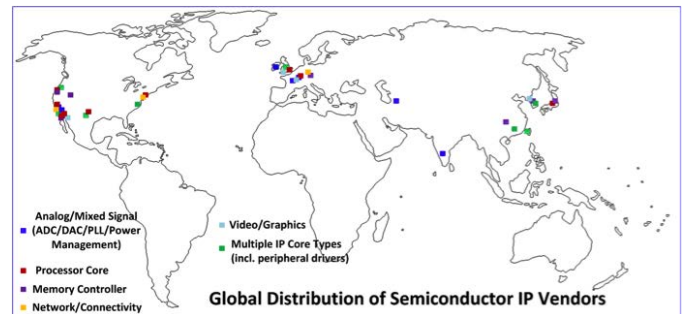 Analog/Mixed Signal
(ADC/DAC/PLL/Power
Management)
Processor Core
Memory Controller
Network/Connectivity
Video/Graphics
Multiple IP Core Types
(incl. peripheral drivers)
Global Distribution of Semiconductor IP Vendors